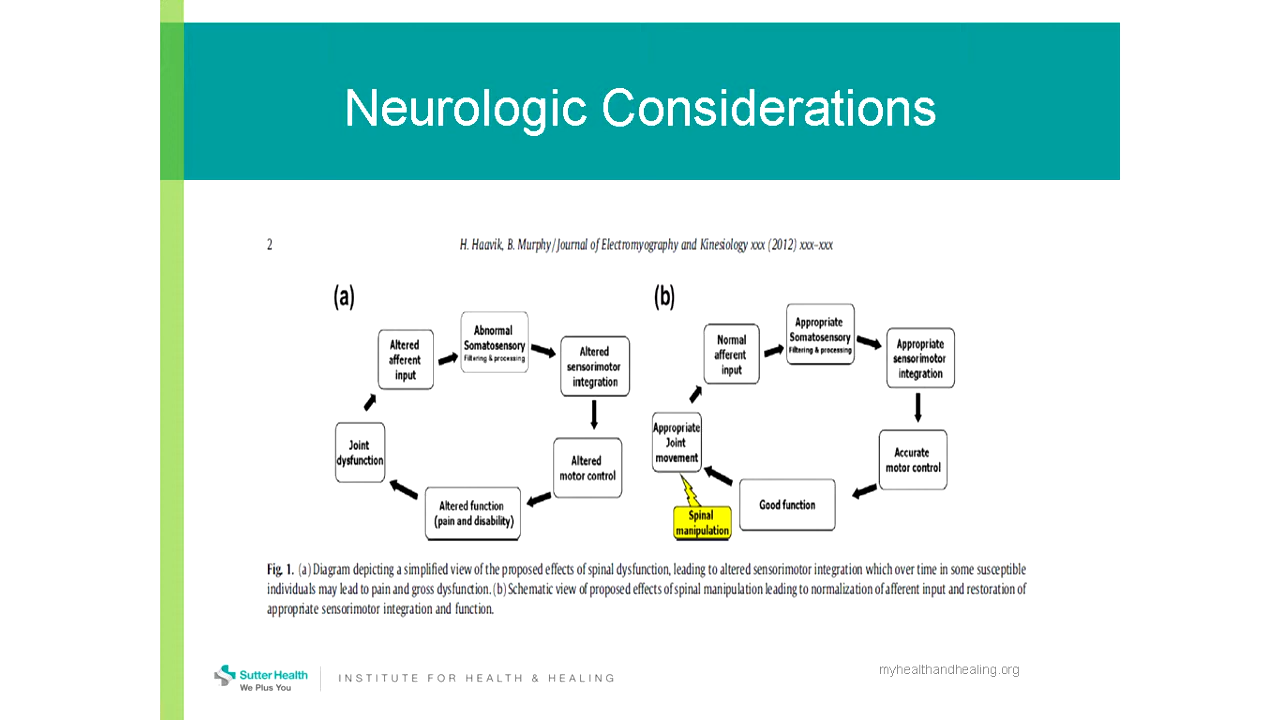 Neurologic Considerations
2
H. Haavik, B. Murphy / Journal of Electromyography and Kinesiology xxx (2012) xxx–xxx
(a)
Altered
afferent
input
Abnormal
Somatosensory
Filtering & processing
Altered
sensorimotor
integration
Altered
motor control
Altered function
(pain and disability)
Joint
dysfunction
(b)
Normal
afferent
input
Appropriate
Somatosensory
Filtering & processing
Appropriate
sensorimotor
integration
Accurate
motor control
Good function
Appropriate
Joint
movement
Spinal
manipulation
Fig. 1. (a) Diagram depicting a simplified view of the proposed effects of spinal dysfunction, leading to altered sensorimotor integration which over time in some susceptible
individuals may lead to pain and gross dysfunction. (b) Schematic view of proposed effects of spinal manipulation leading to normalization of afferent input and restoration of
appropriate sensorimotor integration and function.
Sutter Health
We Plus You
INSTITUTE FOR HEALTH & HEALING
myhealthandhealing.org